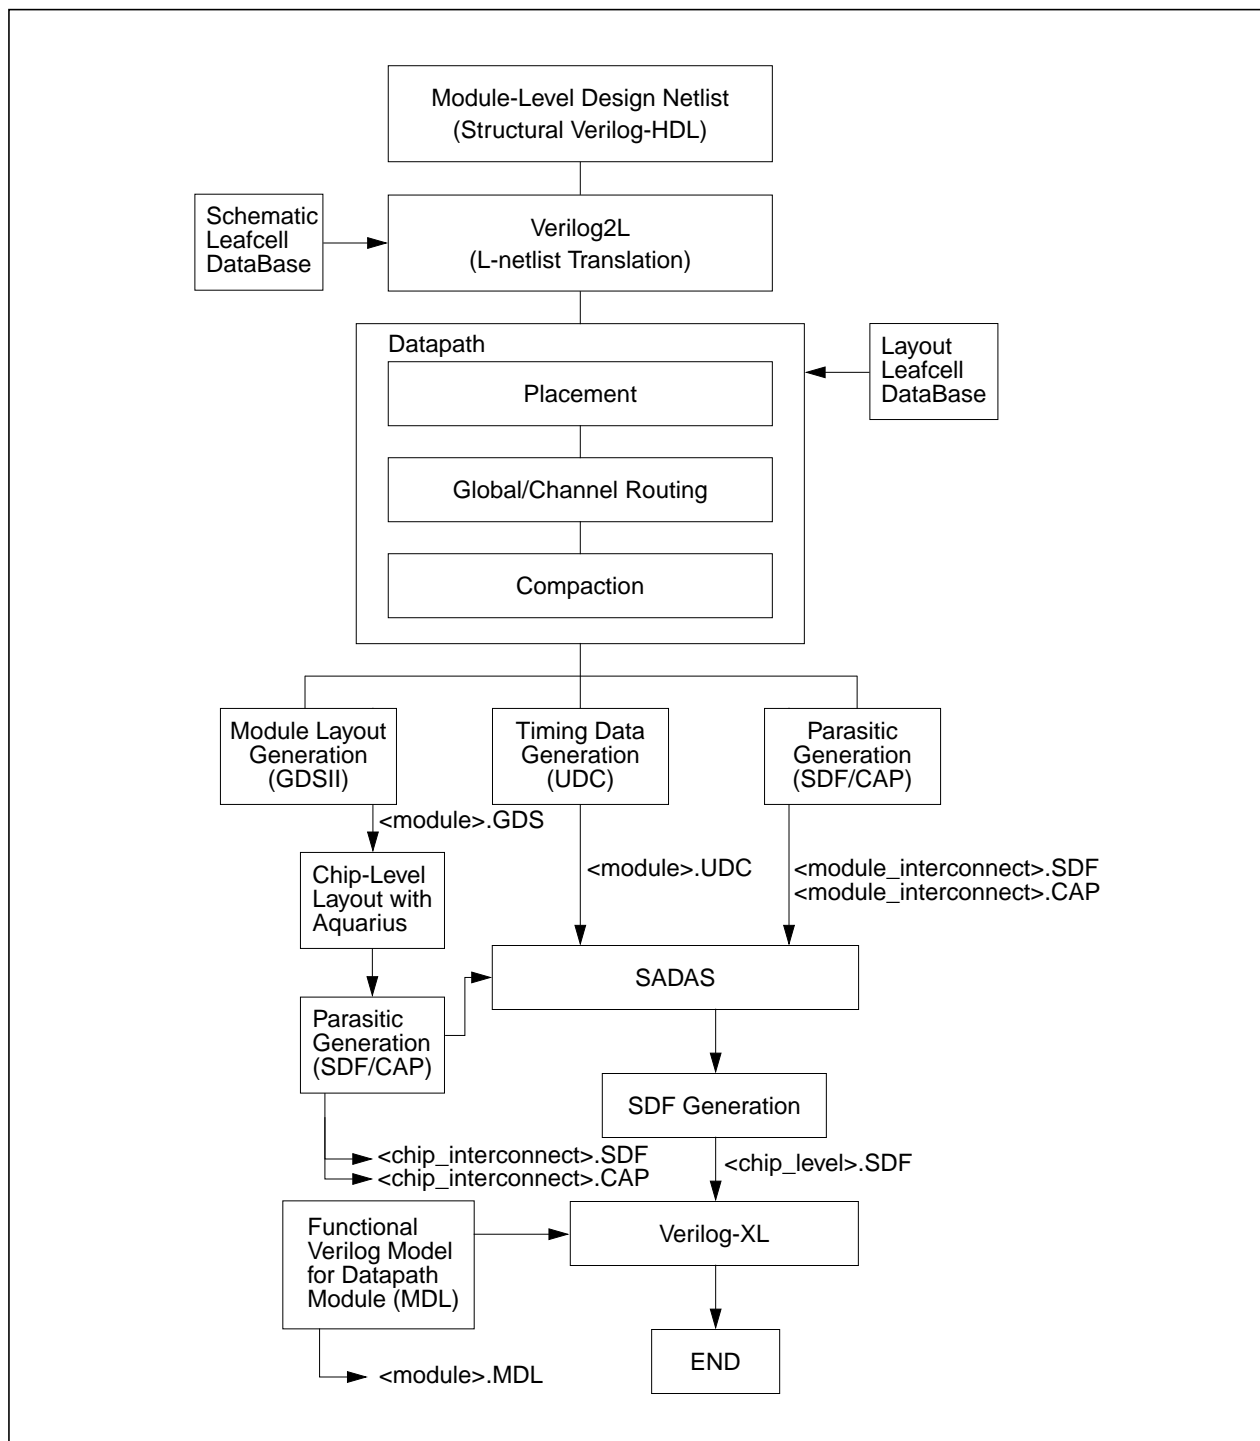 Module-Level Design Netlist
(Structural Verilog-HDL)
Schematic
Leafcell
DataBase
Verilog2L
(L-netlist Translation)
Datapath
Placement
Global/Channel Routing
Compaction
Layout
Leafcell
DataBase
Module Layout
Generation
(GDSII)
Timing Data
Generation
(UDC)
Parasitic
Generation
(SDF/CAP)
<module>.GDS
<module>.UDC
<module_interconnect>.SDF
<module_interconnect>.CAP
Chip-Level
Layout with
Aquarius
SADAS
Parasitic
Generation
(SDF/CAP)
SDF Generation
<chip_interconnect>.SDF
<chip_interconnect>.CAP
<chip_level>.SDF
Functional
Verilog Model
for Datapath
Module (MDL)
Verilog-XL
<module>.MDL
END